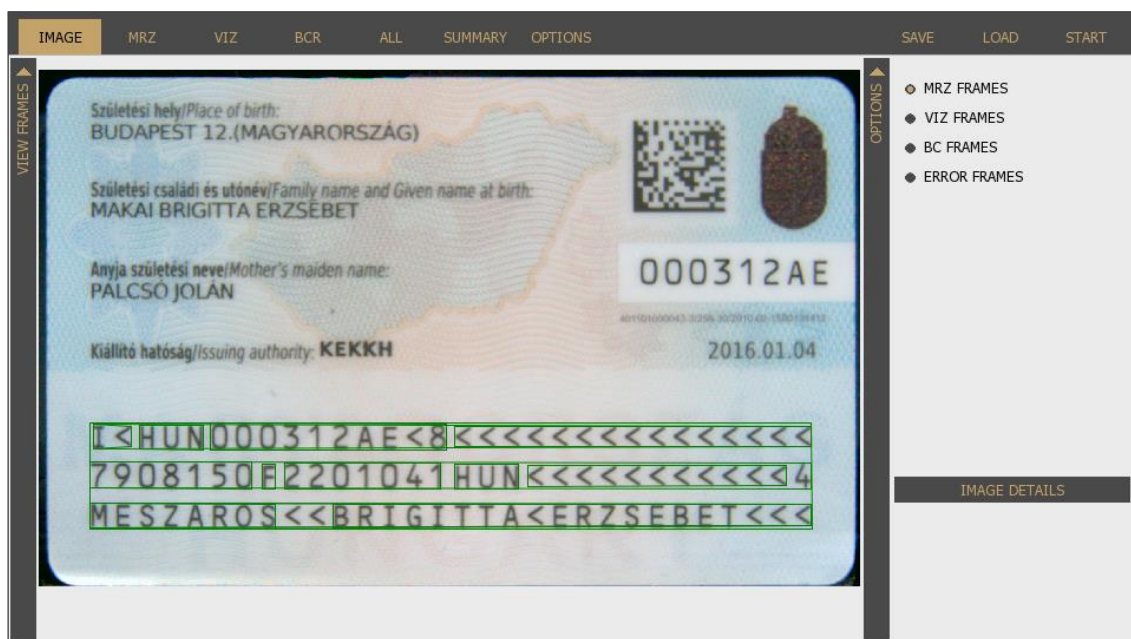 IMAGE MRZ VIZ BCR ALL SUMMARY OPTIONS SAVE LOAD START
VIEW FRAMES
Születési hely/Place of birth:
BUDAPEST 12.(MAGYARORSZÁG)
Születési családi és utónév/Family name and Given name at birth:
MAKAI BRIGITTA ERZSÉBET
Anyja születési neve/Mother's maiden name:
PALCSÓ JOLÁN
000312AE
Kiállító hatóság/Issuing authority: KEKKH
2016.01.04
I<HUN000312AE<8<<<<<<<<<<<<<<<
7908150F2201041HUN<<<<<<<<<<<4
MESZAROS<<BRIGITTA<ERZSEBET<<<
OPTIONS
MRZ FRAMES
VIZ FRAMES
BC FRAMES
ERROR FRAMES
IMAGE DETAILS